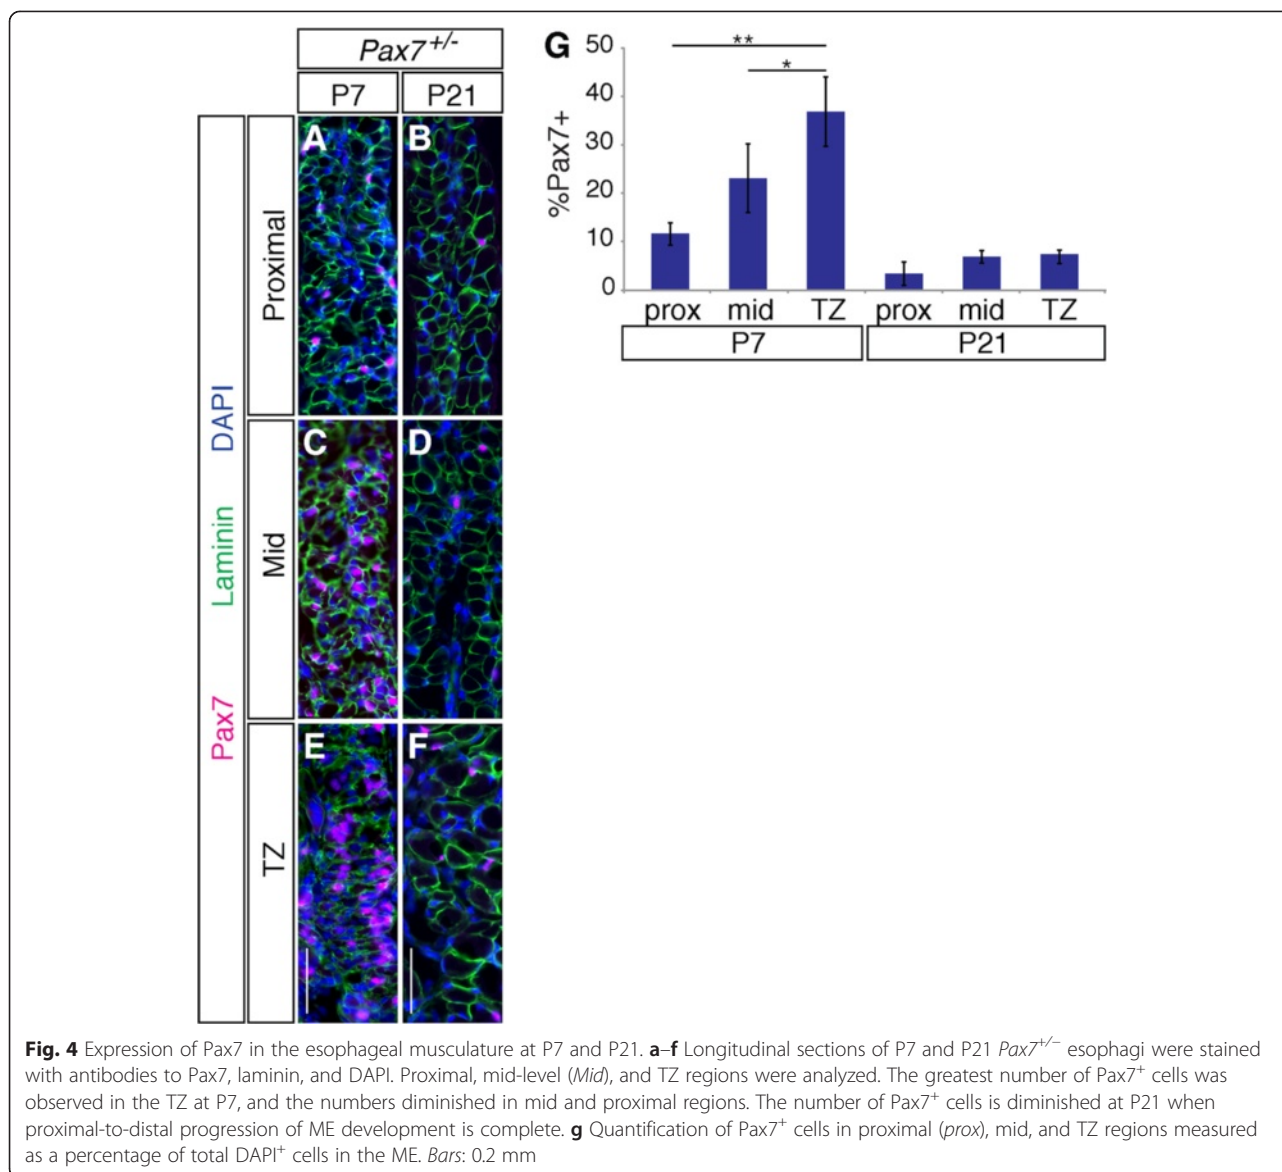 Pax7+/-
P7 P21
A B
Proximal
C D
Mid
E F
TZ
Pax7 Laminin DAPI
G
**
*
%Pax7+
50
40
30
20
10
0
prox mid TZ prox mid TZ
P7 P21
Fig. 4 Expression of Pax7 in the esophageal musculature at P7 and P21. a–f Longitudinal sections of P7 and P21 Pax7+/− esophagi were stained
with antibodies to Pax7, laminin, and DAPI. Proximal, mid-level (Mid), and TZ regions were analyzed. The greatest number of Pax7+ cells was
observed in the TZ at P7, and the numbers diminished in mid and proximal regions. The number of Pax7+ cells is diminished at P21 when
proximal-to-distal progression of ME development is complete. g Quantification of Pax7+ cells in proximal (prox), mid, and TZ regions measured
as a percentage of total DAPI+ cells in the ME. Bars: 0.2 mm